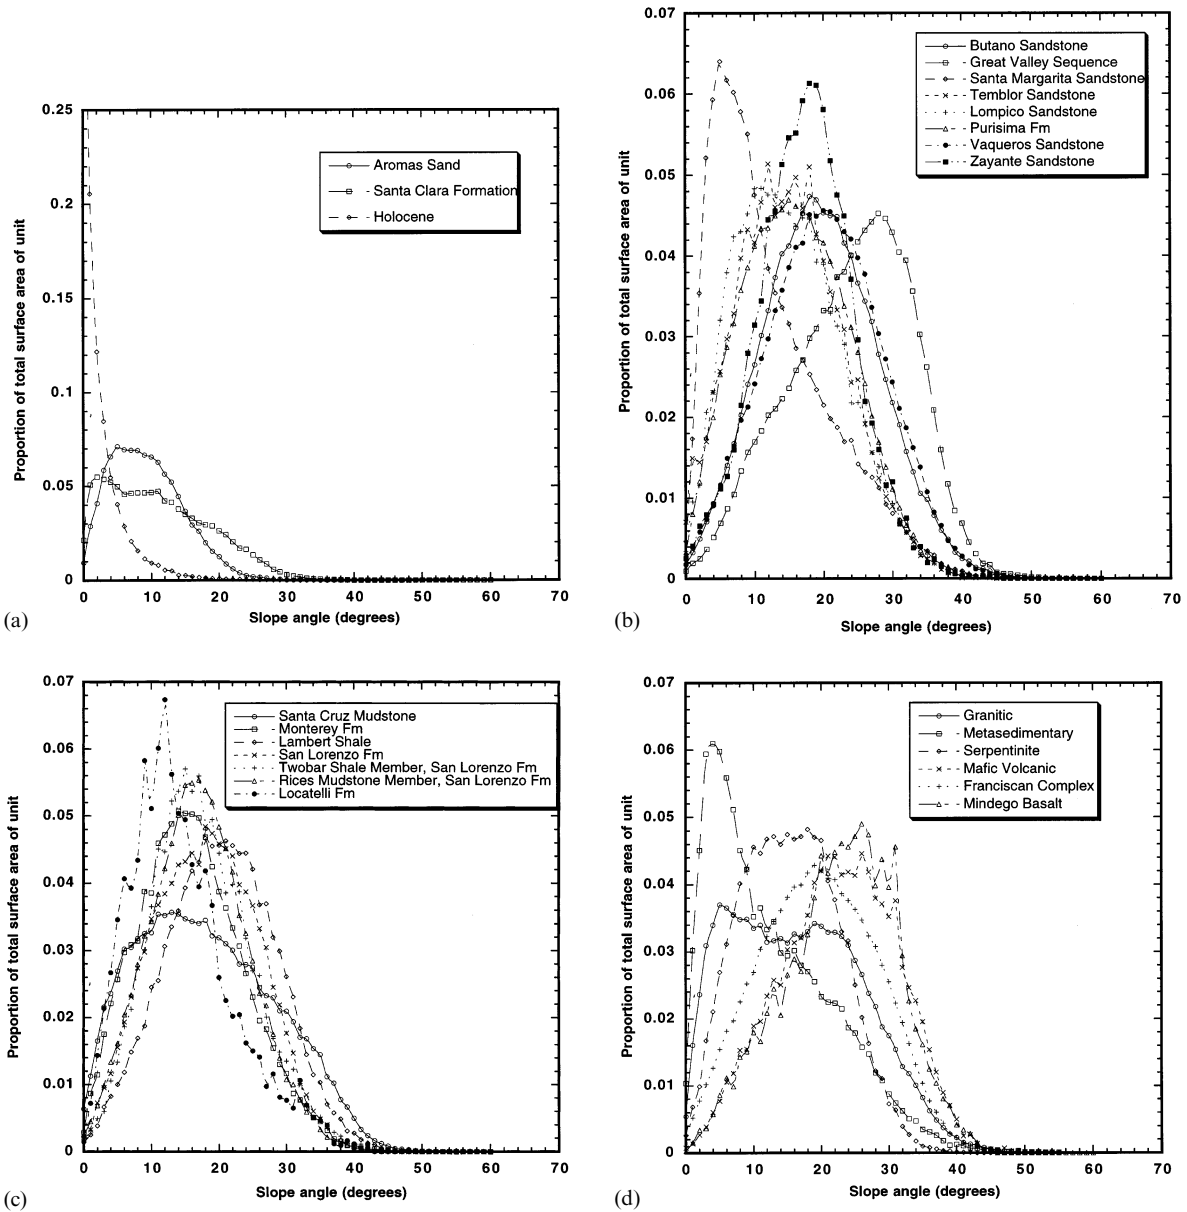 0.25
0.2
0.15
0.1
0.05
0
0 10 20 30 40 50 60 70
Proportion of total surface area of unit
Slope angle (degrees)
Aromas Sand
Santa Clara Formation
Holocene
(a)
0.07
0.06
0.05
0.04
0.03
0.02
0.01
0
0 10 20 30 40 50 60 70
Proportion of total surface area of unit
Slope angle (degrees)
Butano Sandstone
Great Valley Sequence
Santa Margarita Sandstone
Temblor Sandstone
Lompico Sandstone
Purisima Fm
Vaqueros Sandstone
Zayante Sandstone
(b)
0.07
0.06
0.05
0.04
0.03
0.02
0.01
0
0 10 20 30 40 50 60 70
Proportion of total surface area of unit
Slope angle (degrees)
Santa Cruz Mudstone
Monterey Fm
Lambert Shale
San Lorenzo Fm
Twobar Shale Member, San Lorenzo Fm
Rices Mudstone Member, San Lorenzo Fm
Locatelli Fm
(c)
0.07
0.06
0.05
0.04
0.03
0.02
0.01
0
0 10 20 30 40 50 60 70
Proportion of total surface area of unit
Slope angle (degrees)
Granitic
Metasedimentary
Serpentinite
Mafic Volcanic
Franciscan Complex
Mindego Basalt
(d)